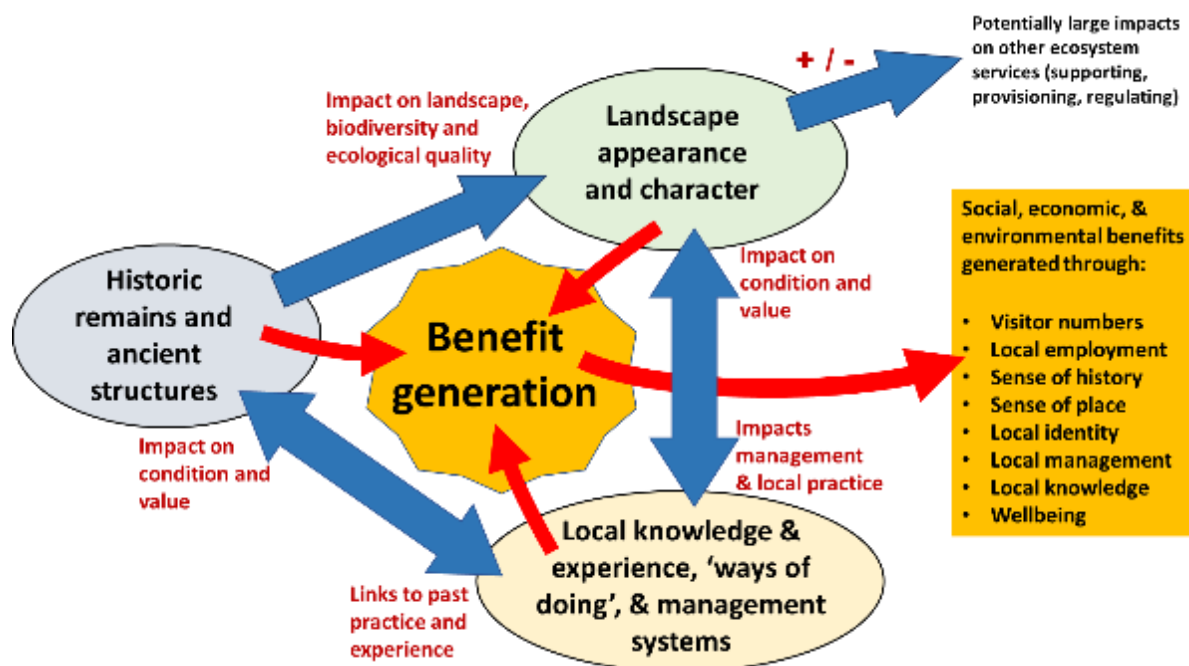 Potentially large impacts
on other ecosystem
services (supporting,
provisioning, regulating)
+ / -
Impact on landscape,
biodiversity and
ecological quality
Landscape
appearance
and character
Historic
remains and
ancient
structures
Benefit
generation
Impact on
condition and
value
Social, economic, &
environmental benefits
generated through:
• Visitor numbers
• Local employment
• Sense of history
• Sense of place
• Local identity
• Local management
• Local knowledge
• Wellbeing
Impact on
condition and
value
Impacts
management
& local practice
Links to past
practice and
experience
Local knowledge &
experience, ‘ways of
doing’, & management
systems